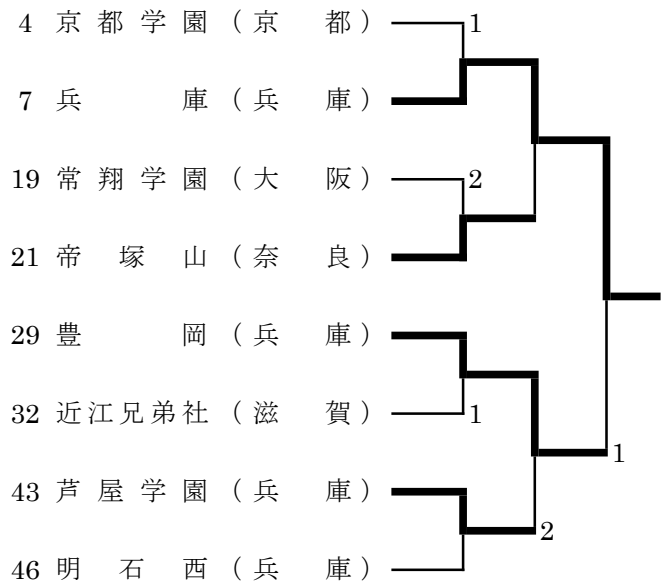 4 京都学園(京都) 1
7 兵庫(兵庫)
19 常翔学園(大阪) 2
21 帝塚山(奈良)
29 豊岡(兵庫)
32 近江兄弟社(滋賀) 1
1
43 芦屋学園(兵庫)
2
46 明石西(兵庫)